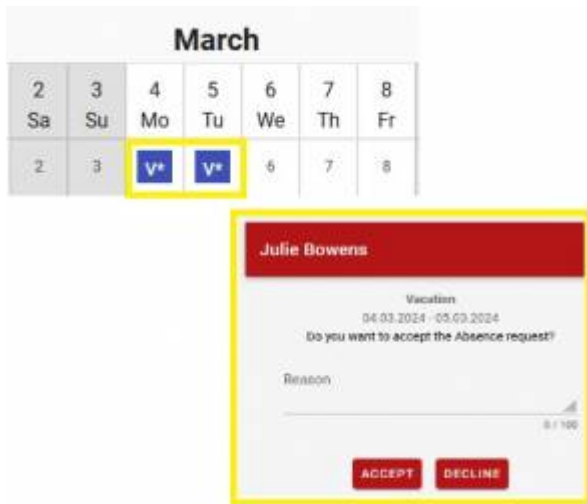 March
2 3 4 5 6 7 8
Sa Su Mo Tu We Th Fr
2 3 V* V* 6 7 8
Julie Bowens
Vacation
04.03.2024 - 05.03.2024
Do you want to accept the Absence request?
Reason
0 / 100
ACCEPT DECLINE